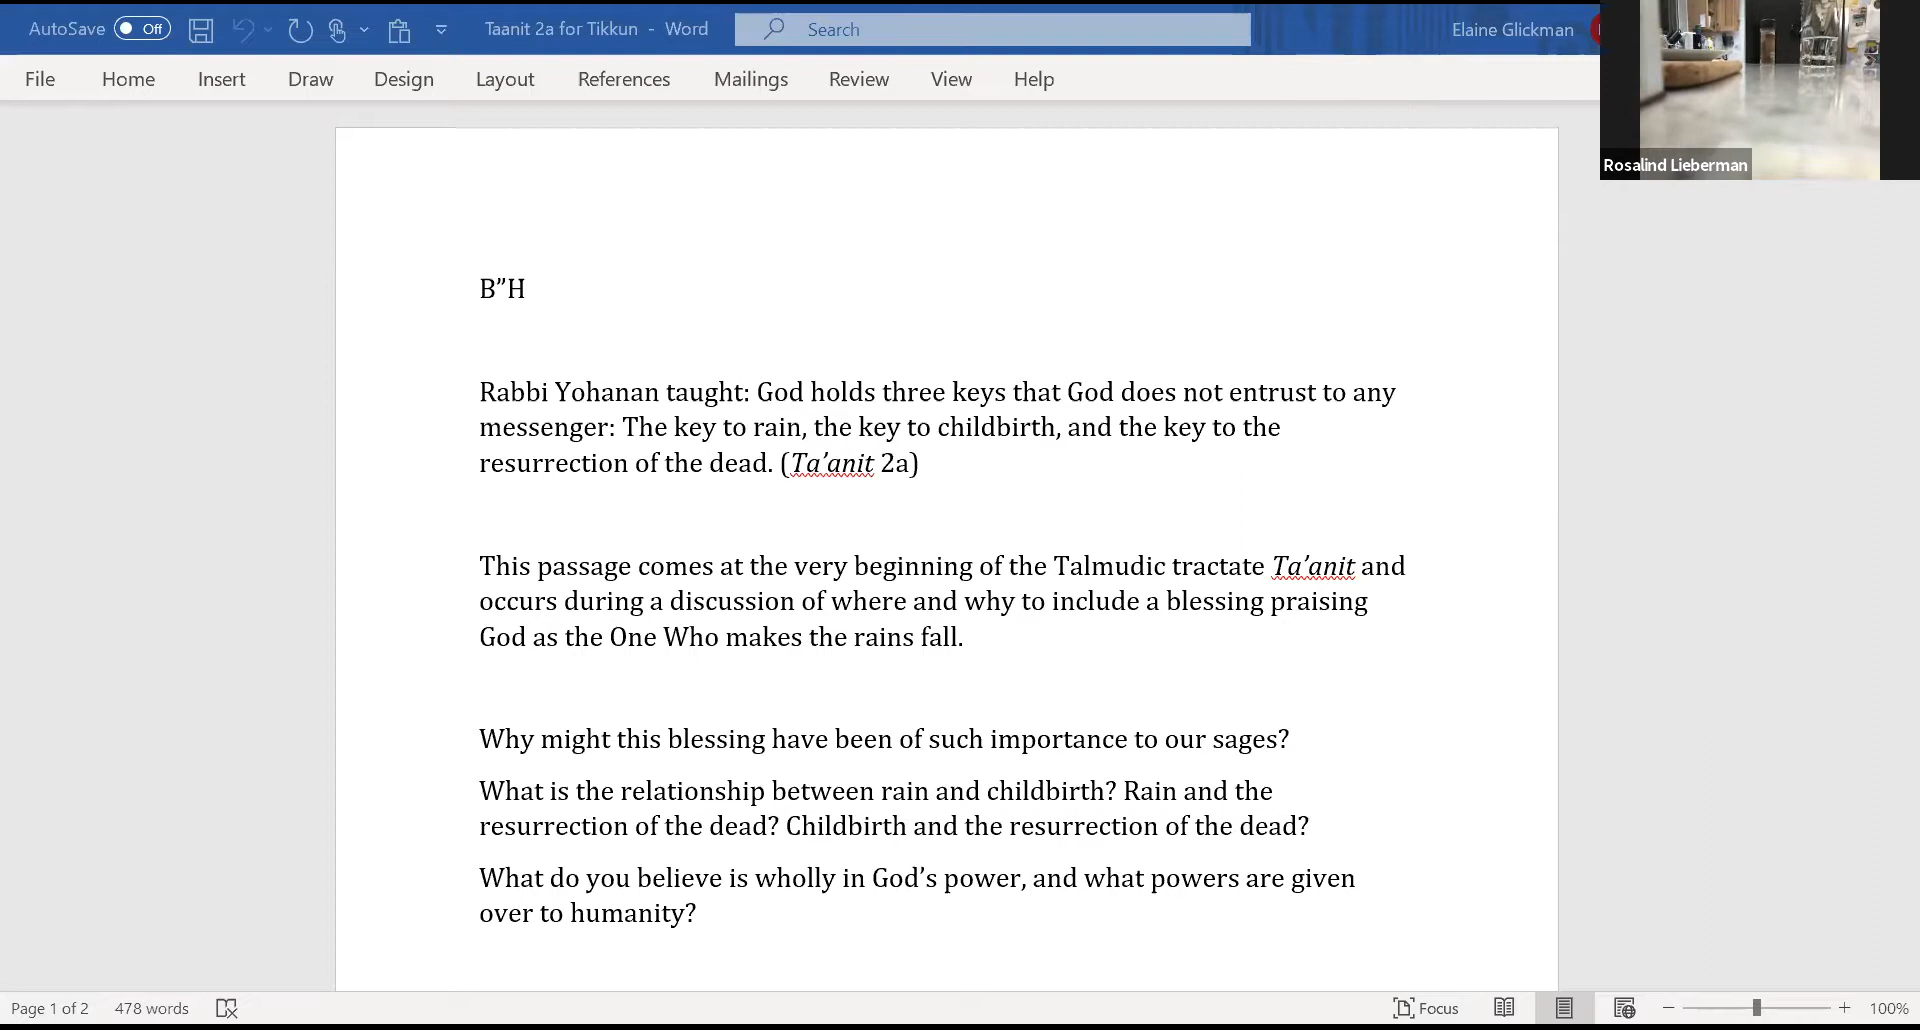 AutoSave Off Taanit 2a for Tikkun - Word Search Elaine Glickman
File Home Insert Draw Design Layout References Mailings Review View Help
Rosalind Lieberman
B”H
Rabbi Yohanan taught: God holds three keys that God does not entrust to any
messenger: The key to rain, the key to childbirth, and the key to the
resurrection of the dead. (Ta’anit 2a)
This passage comes at the very beginning of the Talmudic tractate Ta’anit and
occurs during a discussion of where and why to include a blessing praising
God as the One Who makes the rains fall.
Why might this blessing have been of such importance to our sages?
What is the relationship between rain and childbirth? Rain and the
resurrection of the dead? Childbirth and the resurrection of the dead?
What do you believe is wholly in God’s power, and what powers are given
over to humanity?
Page 1 of 2 478 words Focus 100%